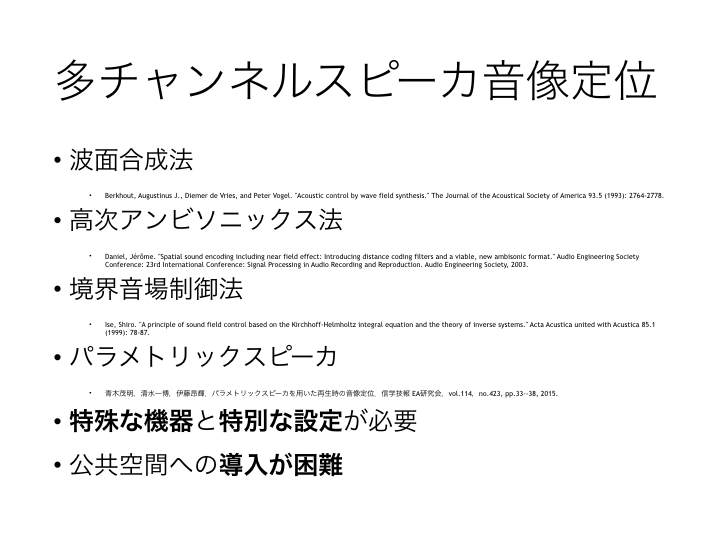 多チャンネルスピーカ音像定位
• 波面合成法
• Berkhout, Augustinus J., Diemer de Vries, and Peter Vogel. "Acoustic control by wave field synthesis." The Journal of the Acoustical Society of America 93.5 (1993): 2764-2778.
• 高次アンビソニックス法
• Daniel, Jérôme. "Spatial sound encoding including near field effect: Introducing distance coding filters and a viable, new ambisonic format." Audio Engineering Society
Conference: 23rd International Conference: Signal Processing in Audio Recording and Reproduction. Audio Engineering Society, 2003.
• 境界音場制御法
• Ise, Shiro. "A principle of sound field control based on the Kirchhoff-Helmholtz integral equation and the theory of inverse systems." Acta Acustica united with Acustica 85.1
(1999): 78-87.
• パラメトリックスピーカ
• 青木茂明，清水一博，伊藤昂輝，パラメトリックスピーカを用いた再生時の音像定位，信学技報 EA研究会，vol.114，no.423, pp.33--38, 2015.
• 特殊な機器と特別な設定が必要
• 公共空間への導入が困難